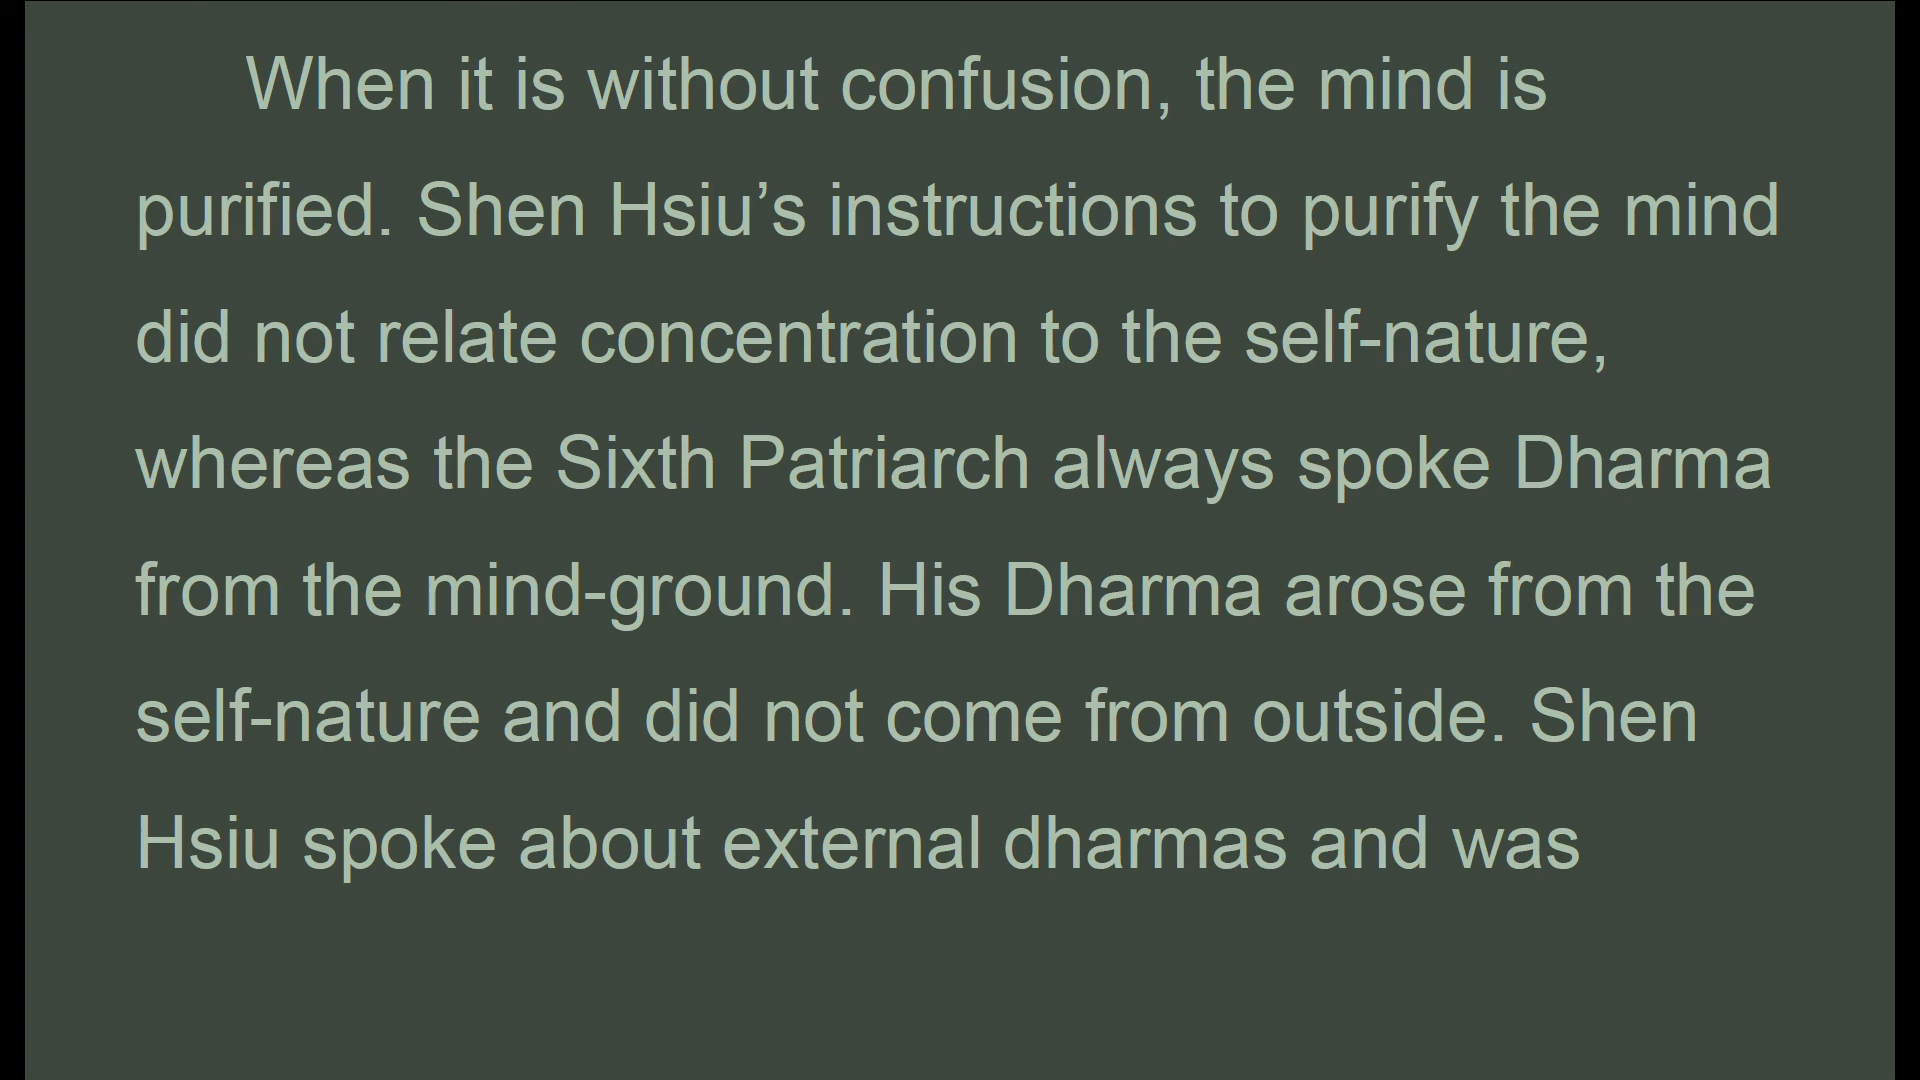 When it is without confusion, the mind is
purified. Shen Hsiu’s instructions to purify the mind
did not relate concentration to the self-nature,
whereas the Sixth Patriarch always spoke Dharma
from the mind-ground. His Dharma arose from the
self-nature and did not come from outside. Shen
Hsiu spoke about external dharmas and was